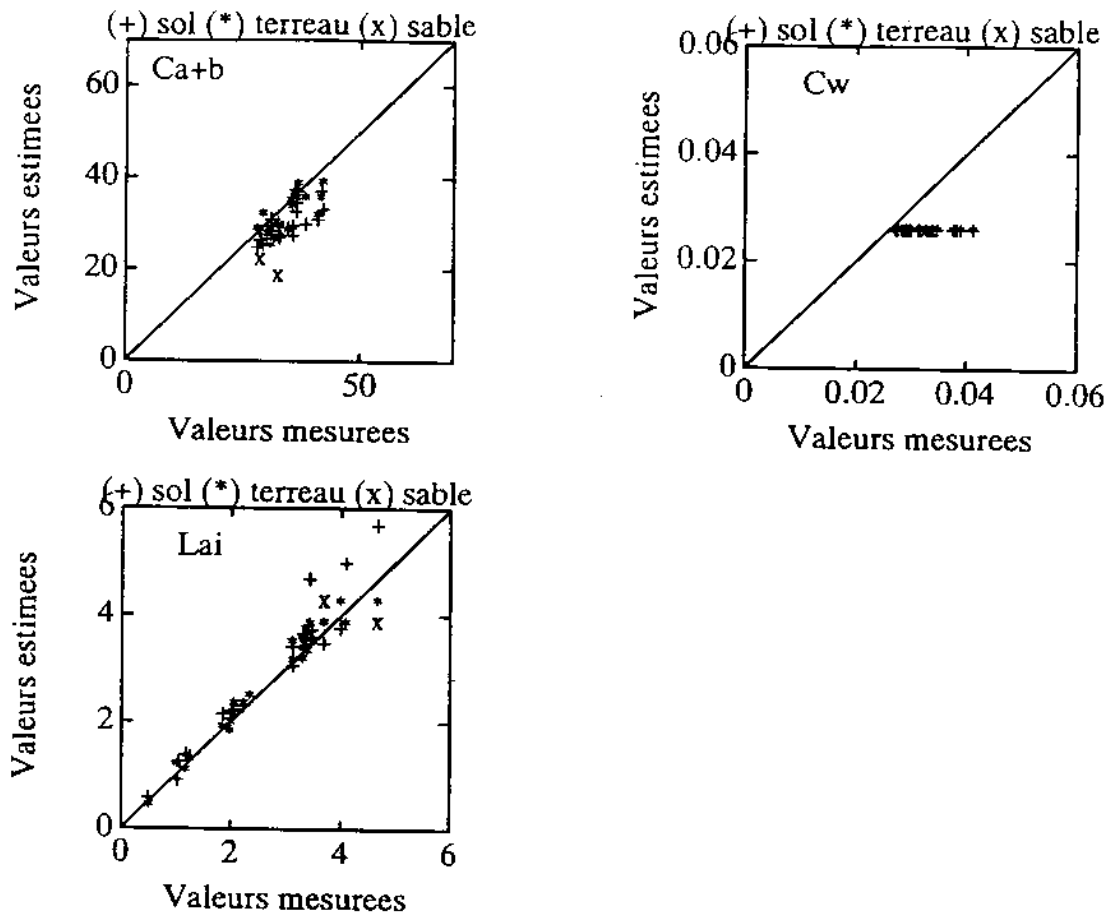 (+) sol (*) terreau (x) sable
Ca+b
Valeurs estimees
60
40
20
0
0
50
Valeurs mesurees
(+) sol (*) terreau (x) sable
0.06
Cw
Valeurs estimees
0.04
0.02
0
0
0.02
0.04
0.06
Valeurs mesurees
(+) sol (*) terreau (x) sable
6
Lai
Valeurs estimees
4
2
0
0
2
4
6
Valeurs mesurees